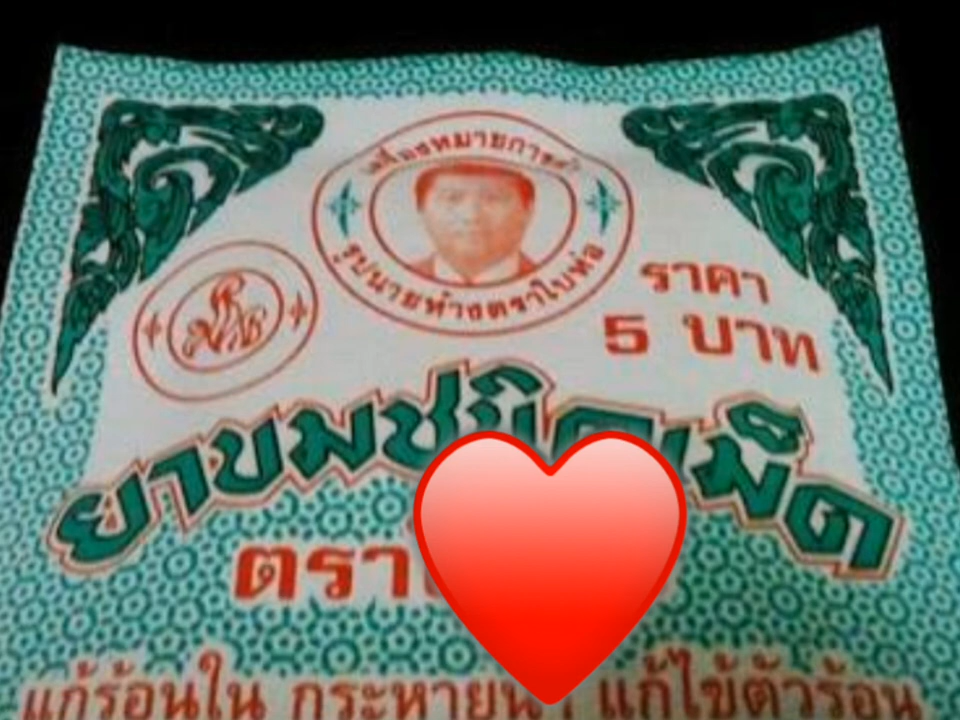 เครื่องหมายการค้า
รูปนายห้างตราใบห่อ
ราคา
5 บาท
ยาขมชนิดเม็ด
ตรา
แก้ร้อนใน กระหายน้ำ แก้ไข้ตัวร้อน